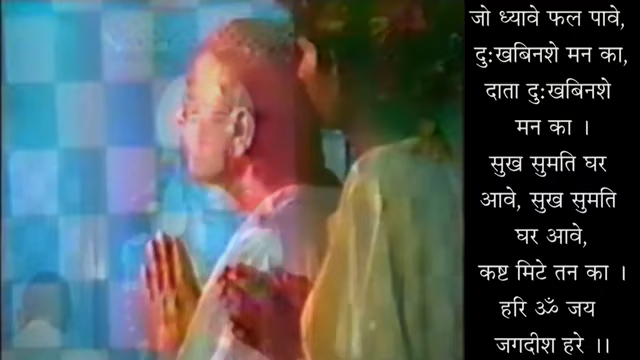 जो ध्यावे फल पावे,
दु:खबिनशे मन का,
दाता दु:खबिनशे
मन का ।
सुख सुमति घर
आवे, सुख सुमति
घर आवे,
कष्ट मिटे तन का ।
हरि ॐ जय
जगदीश हरे ।।